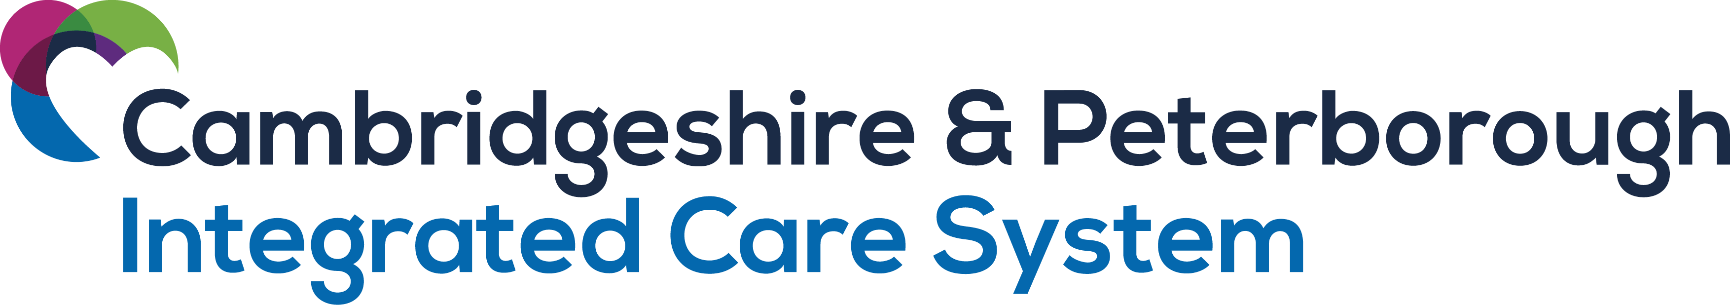 Cambridgeshire & Peterborough
Integrated Care System